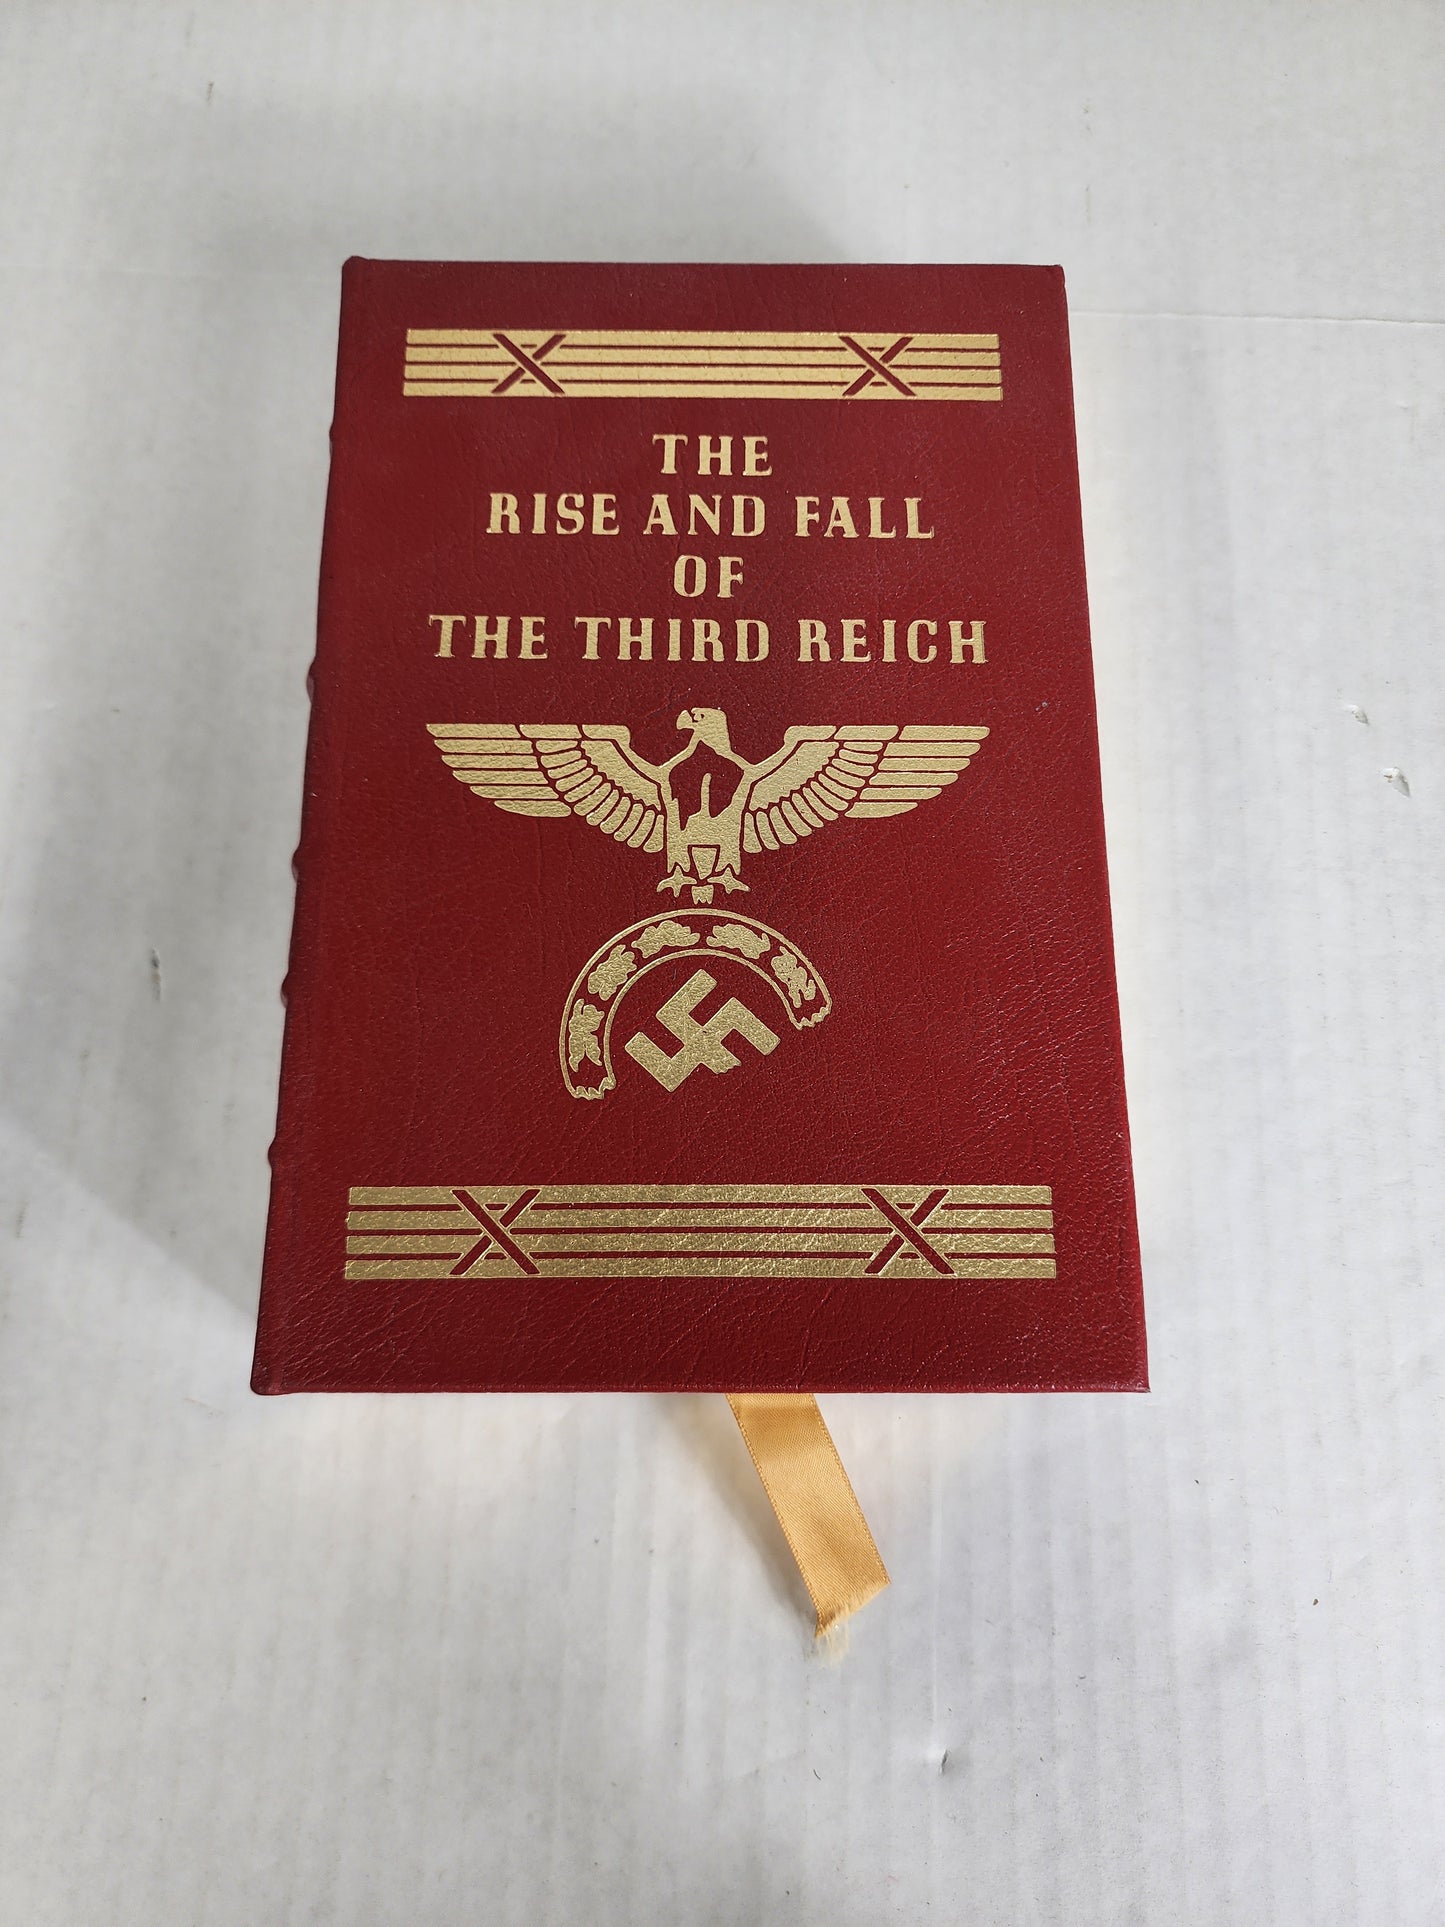 THE
RISE AND FALL
OF
THE THIRD REICH